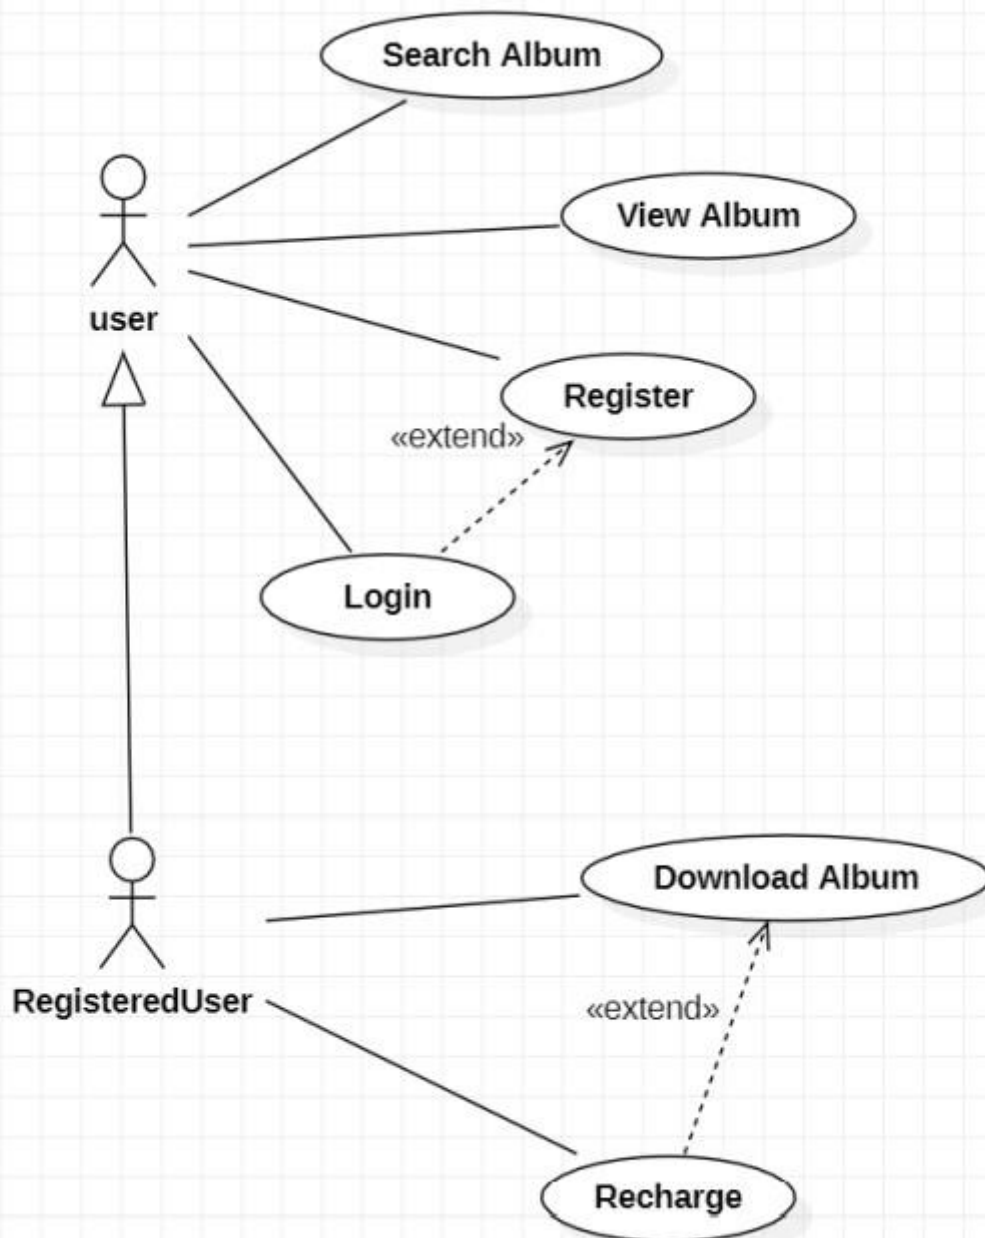 Search Album
View Album
user
Register
«extend»
Login
Download Album
RegisteredUser
«extend»
Recharge